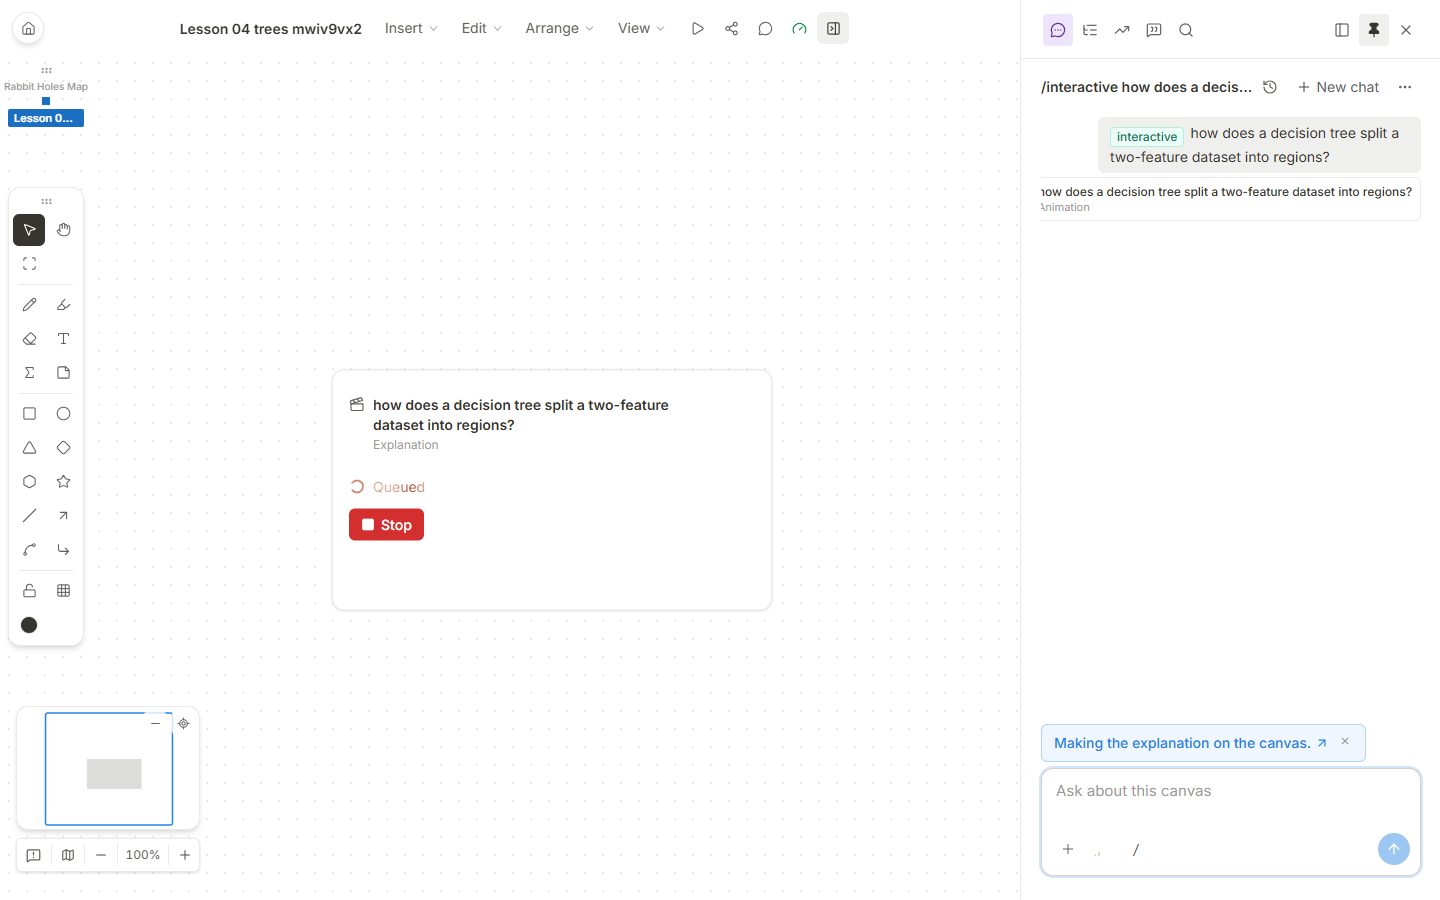 Lesson 04 trees mwiv9vx2
Insert
Edit
Arrange
View
Rabbit Holes Map
Lesson 0...
how does a decision tree split a two-feature
dataset into regions?
Explanation
Queued
Stop
100%
/interactive how does a decis...
New chat
interactive how does a decision tree split a
two-feature dataset into regions?
how does a decision tree split a two-feature dataset into regions?
Animation
Making the explanation on the canvas.
Ask about this canvas
/